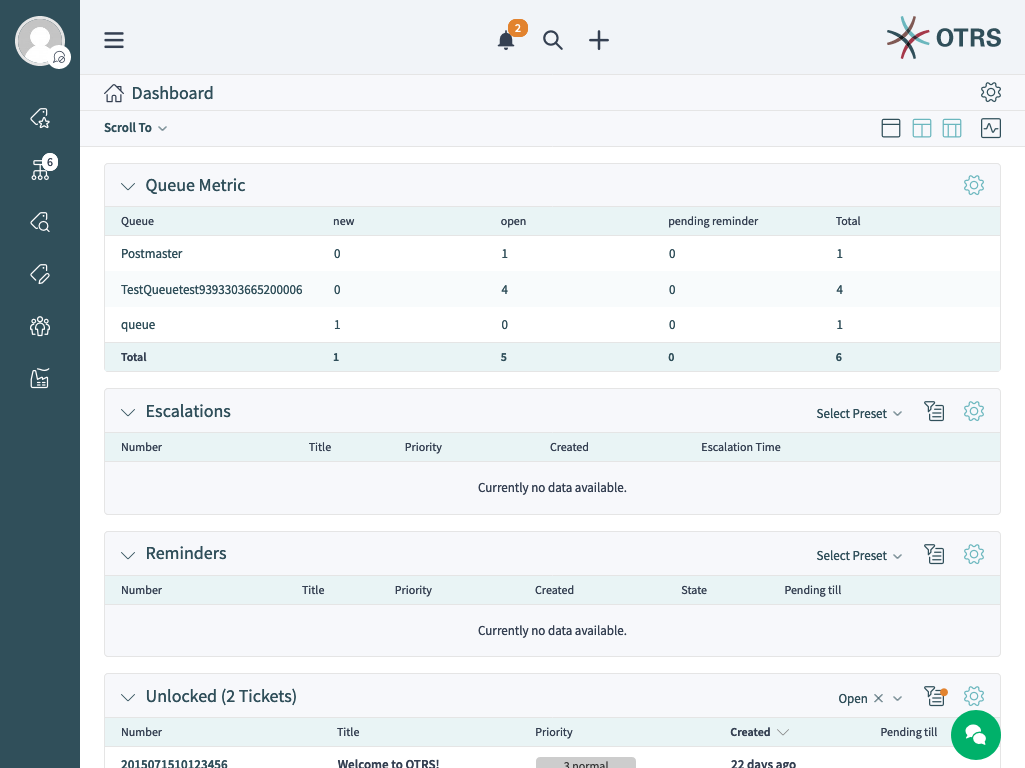 2
OTRS
Dashboard
Scroll To
6
Queue Metric
Queue new open pending reminder Total
Postmaster 0 1 0 1
TestQueuetest9393303665200006 0 4 0 4
queue 1 0 0 1
Total 1 5 0 6
Escalations Select Preset
Number Title Priority Created Escalation Time
Currently no data available.
Reminders Select Preset
Number Title Priority Created State Pending till
Currently no data available.
Unlocked (2 Tickets) Open
Number Title Priority Created Pending till
2015071510123456 Welcome to OTRS! 3 normal 22 days ago